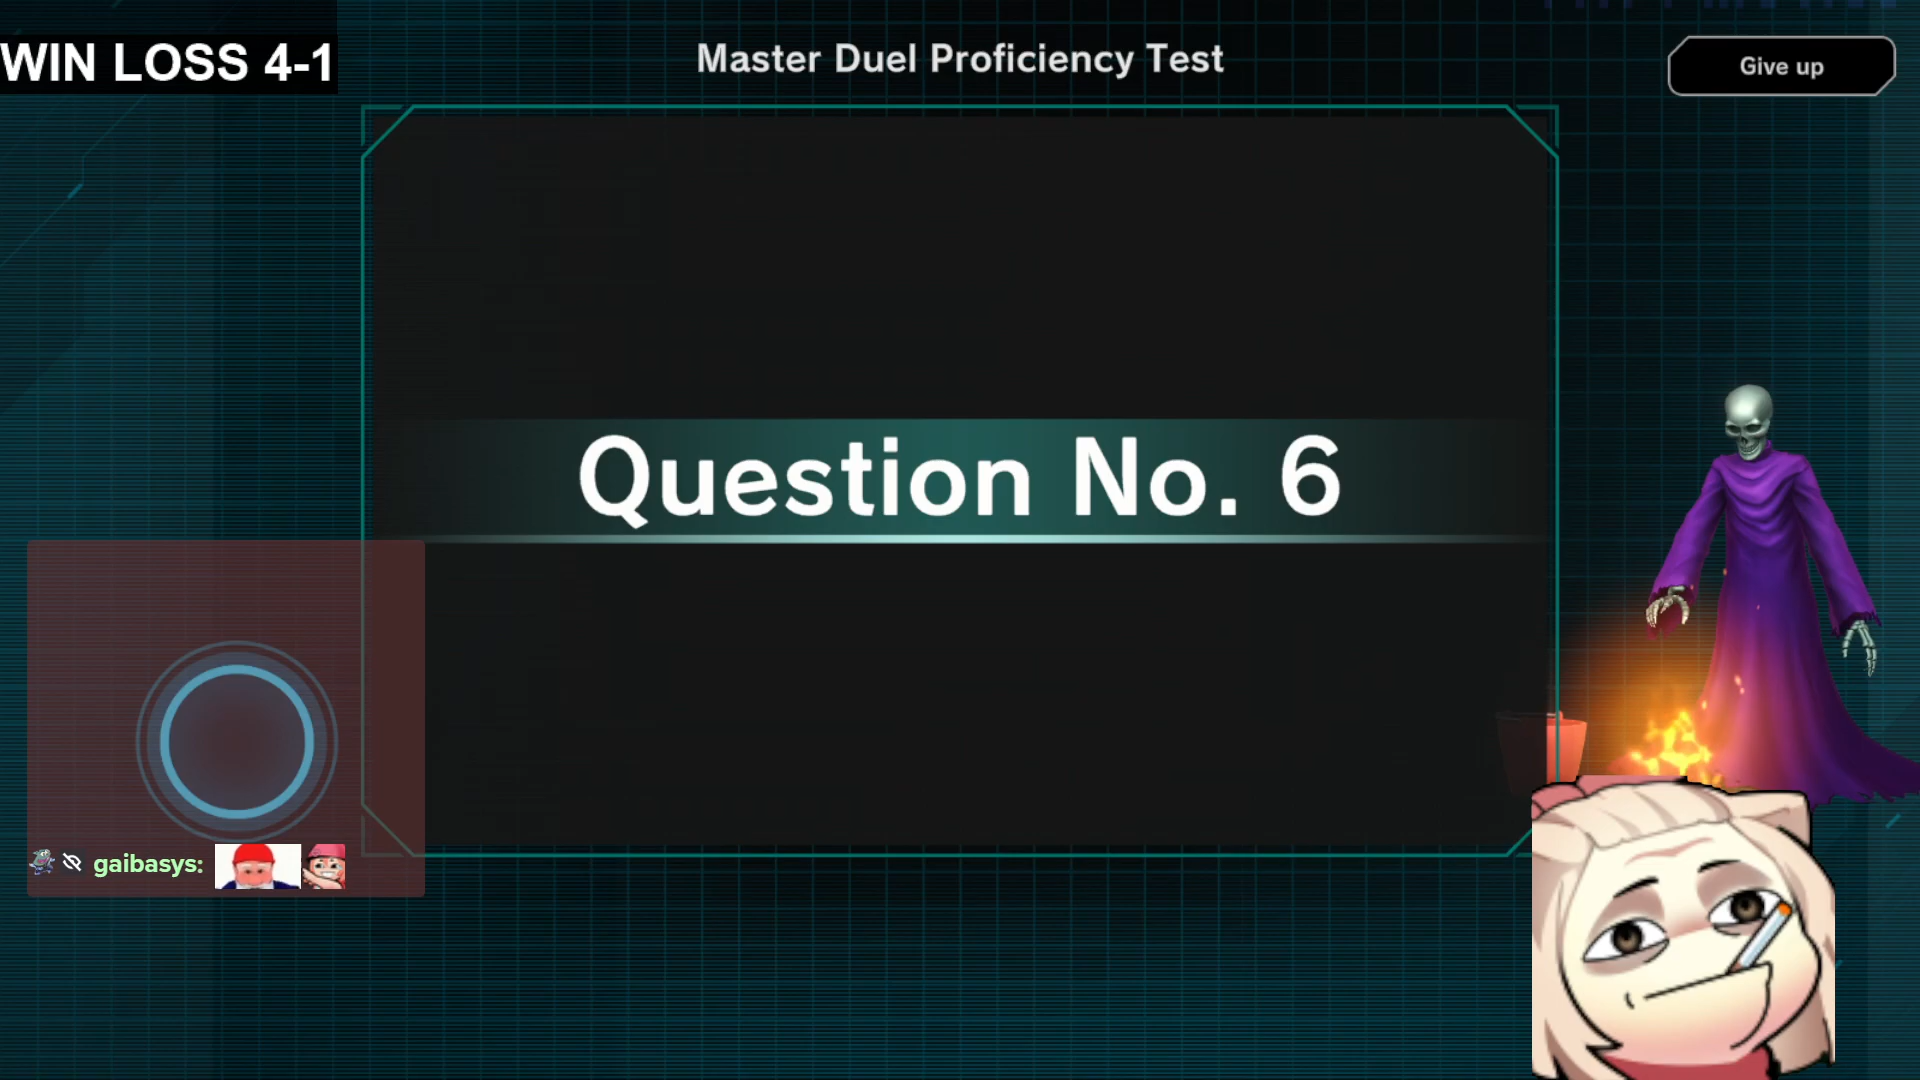 WIN LOSS 4-1
Master Duel Proficiency Test
Give up
Question No. 6
gaibasys: